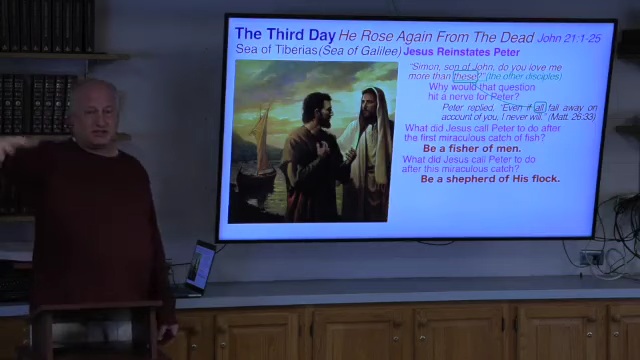 The Third Day He Rose Again From The Dead John 21:1-25
Sea of Tiberias (Sea of Galilee) Jesus Reinstates Peter
"Simon, son of John, do you love me
more than these?" (the other disciples)
Why would that question
hit a nerve for Peter?
Peter replied, "Even if all fall away on
account of you, I never will." (Matt. 26:33)
What did Jesus call Peter to do after
the first miraculous catch of fish?
Be a fisher of men.
What did Jesus call Peter to do
after this miraculous catch?
Be a shepherd of His flock.